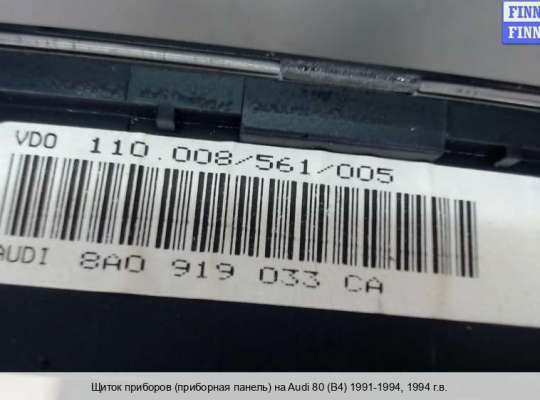 FINN
FINN
VDO 110.008/561/005
AUDI 8A0 919 033 CA
Щиток приборов (приборная панель) на Audi 80 (B4) 1991-1994, 1994 г.в.